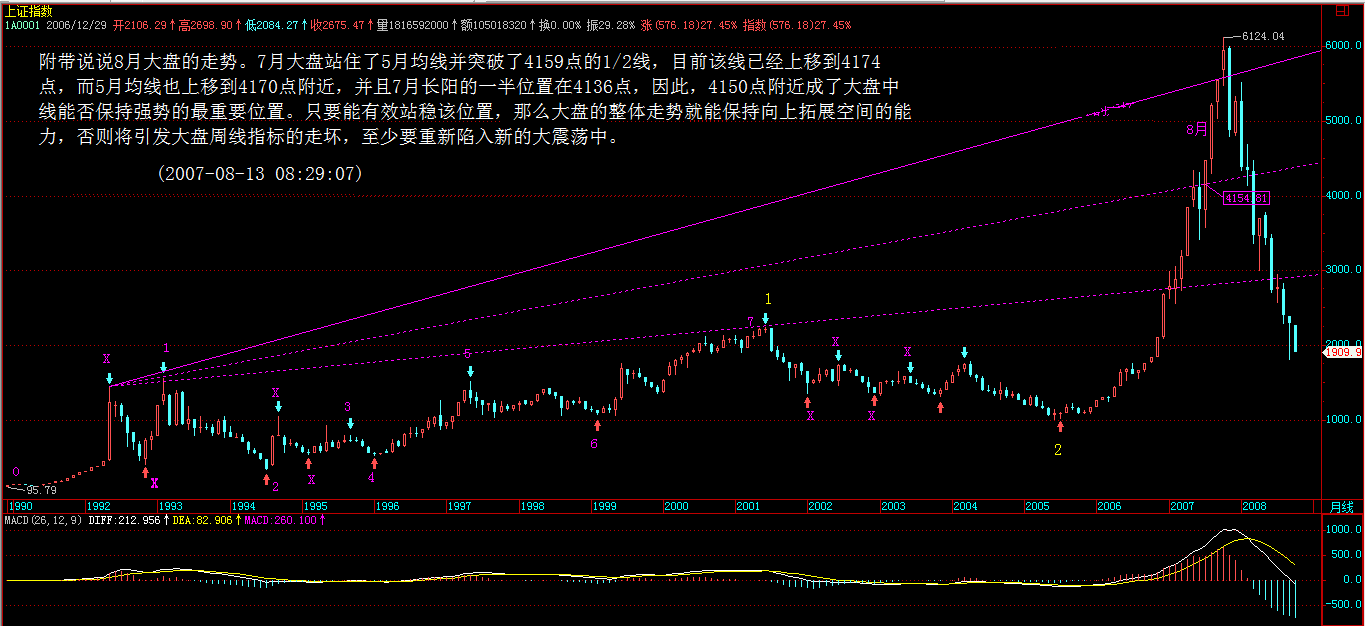 上证指数
1A0001 2006/12/29 开2106.29↑高2698.90↑低2084.27↑收2675.47↑量1816592000↑额105018320↑换0.00% 振29.28% 涨(576.18)27.45% 指数(576.18)27.45%
附带说说8月大盘的走势。7月大盘站住了5月均线并突破了4159点的1/2线，目前该线已经上移到4174
点，而5月均线也上移到4170点附近，并且7月长阳的一半位置在4136点，因此，4150点附近成了大盘中
线能否保持强势的最重要位置。只要能有效站稳该位置，那么大盘的整体走势就能保持向上拓展空间的能
力，否则将引发大盘周线指标的走坏，至少要重新陷入新的大震荡中。
(2007-08-13 08:29:07)
6124.04
6000.0
5000.0
8月
4000.0
4154.81
3000.0
2000.0
1909.9
1000.0
X 1 X 3 5 7 1 X X
0 X 2 X 4 6 X X 2
95.79
1990 1992 1993 1994 1995 1996 1997 1998 1999 2000 2001 2002 2003 2004 2005 2006 2007 2008 月线
MACD(26,12,9) DIFF:212.956↑DEA:82.906↑MACD:260.100↑
1000.0
500.0
0.0
-500.0